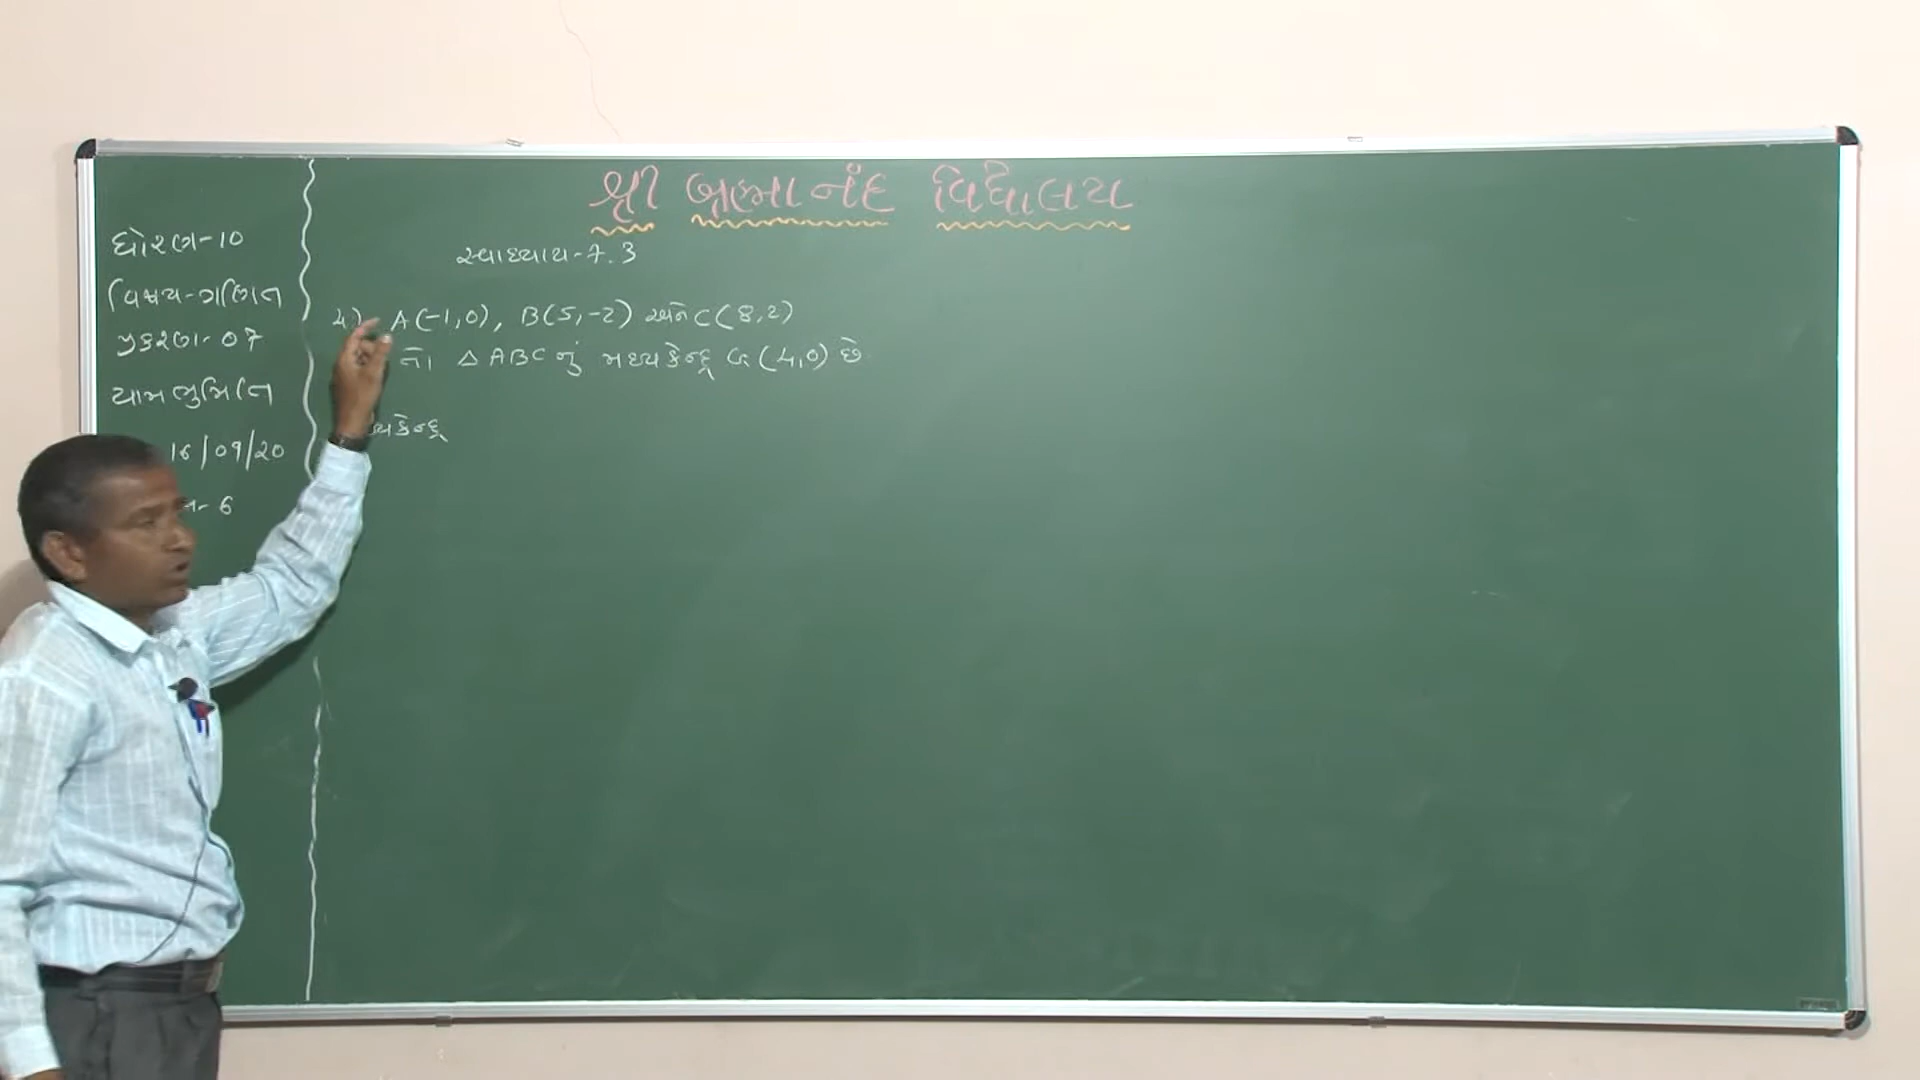 શ્રી બ્રહ્માનંદ વિદ્યાલય
ધોરણ-10
વિષય-ગણિત
પ્રકરણ-07
યામ ભુમિતિ
16/09/20
- 6
સ્વાધ્યાય-7.3
A(-1,0), B(5,-2) અને C(8,2)
તો △ABC નું મધ્યકેન્દ્ર G(4,0) છે.